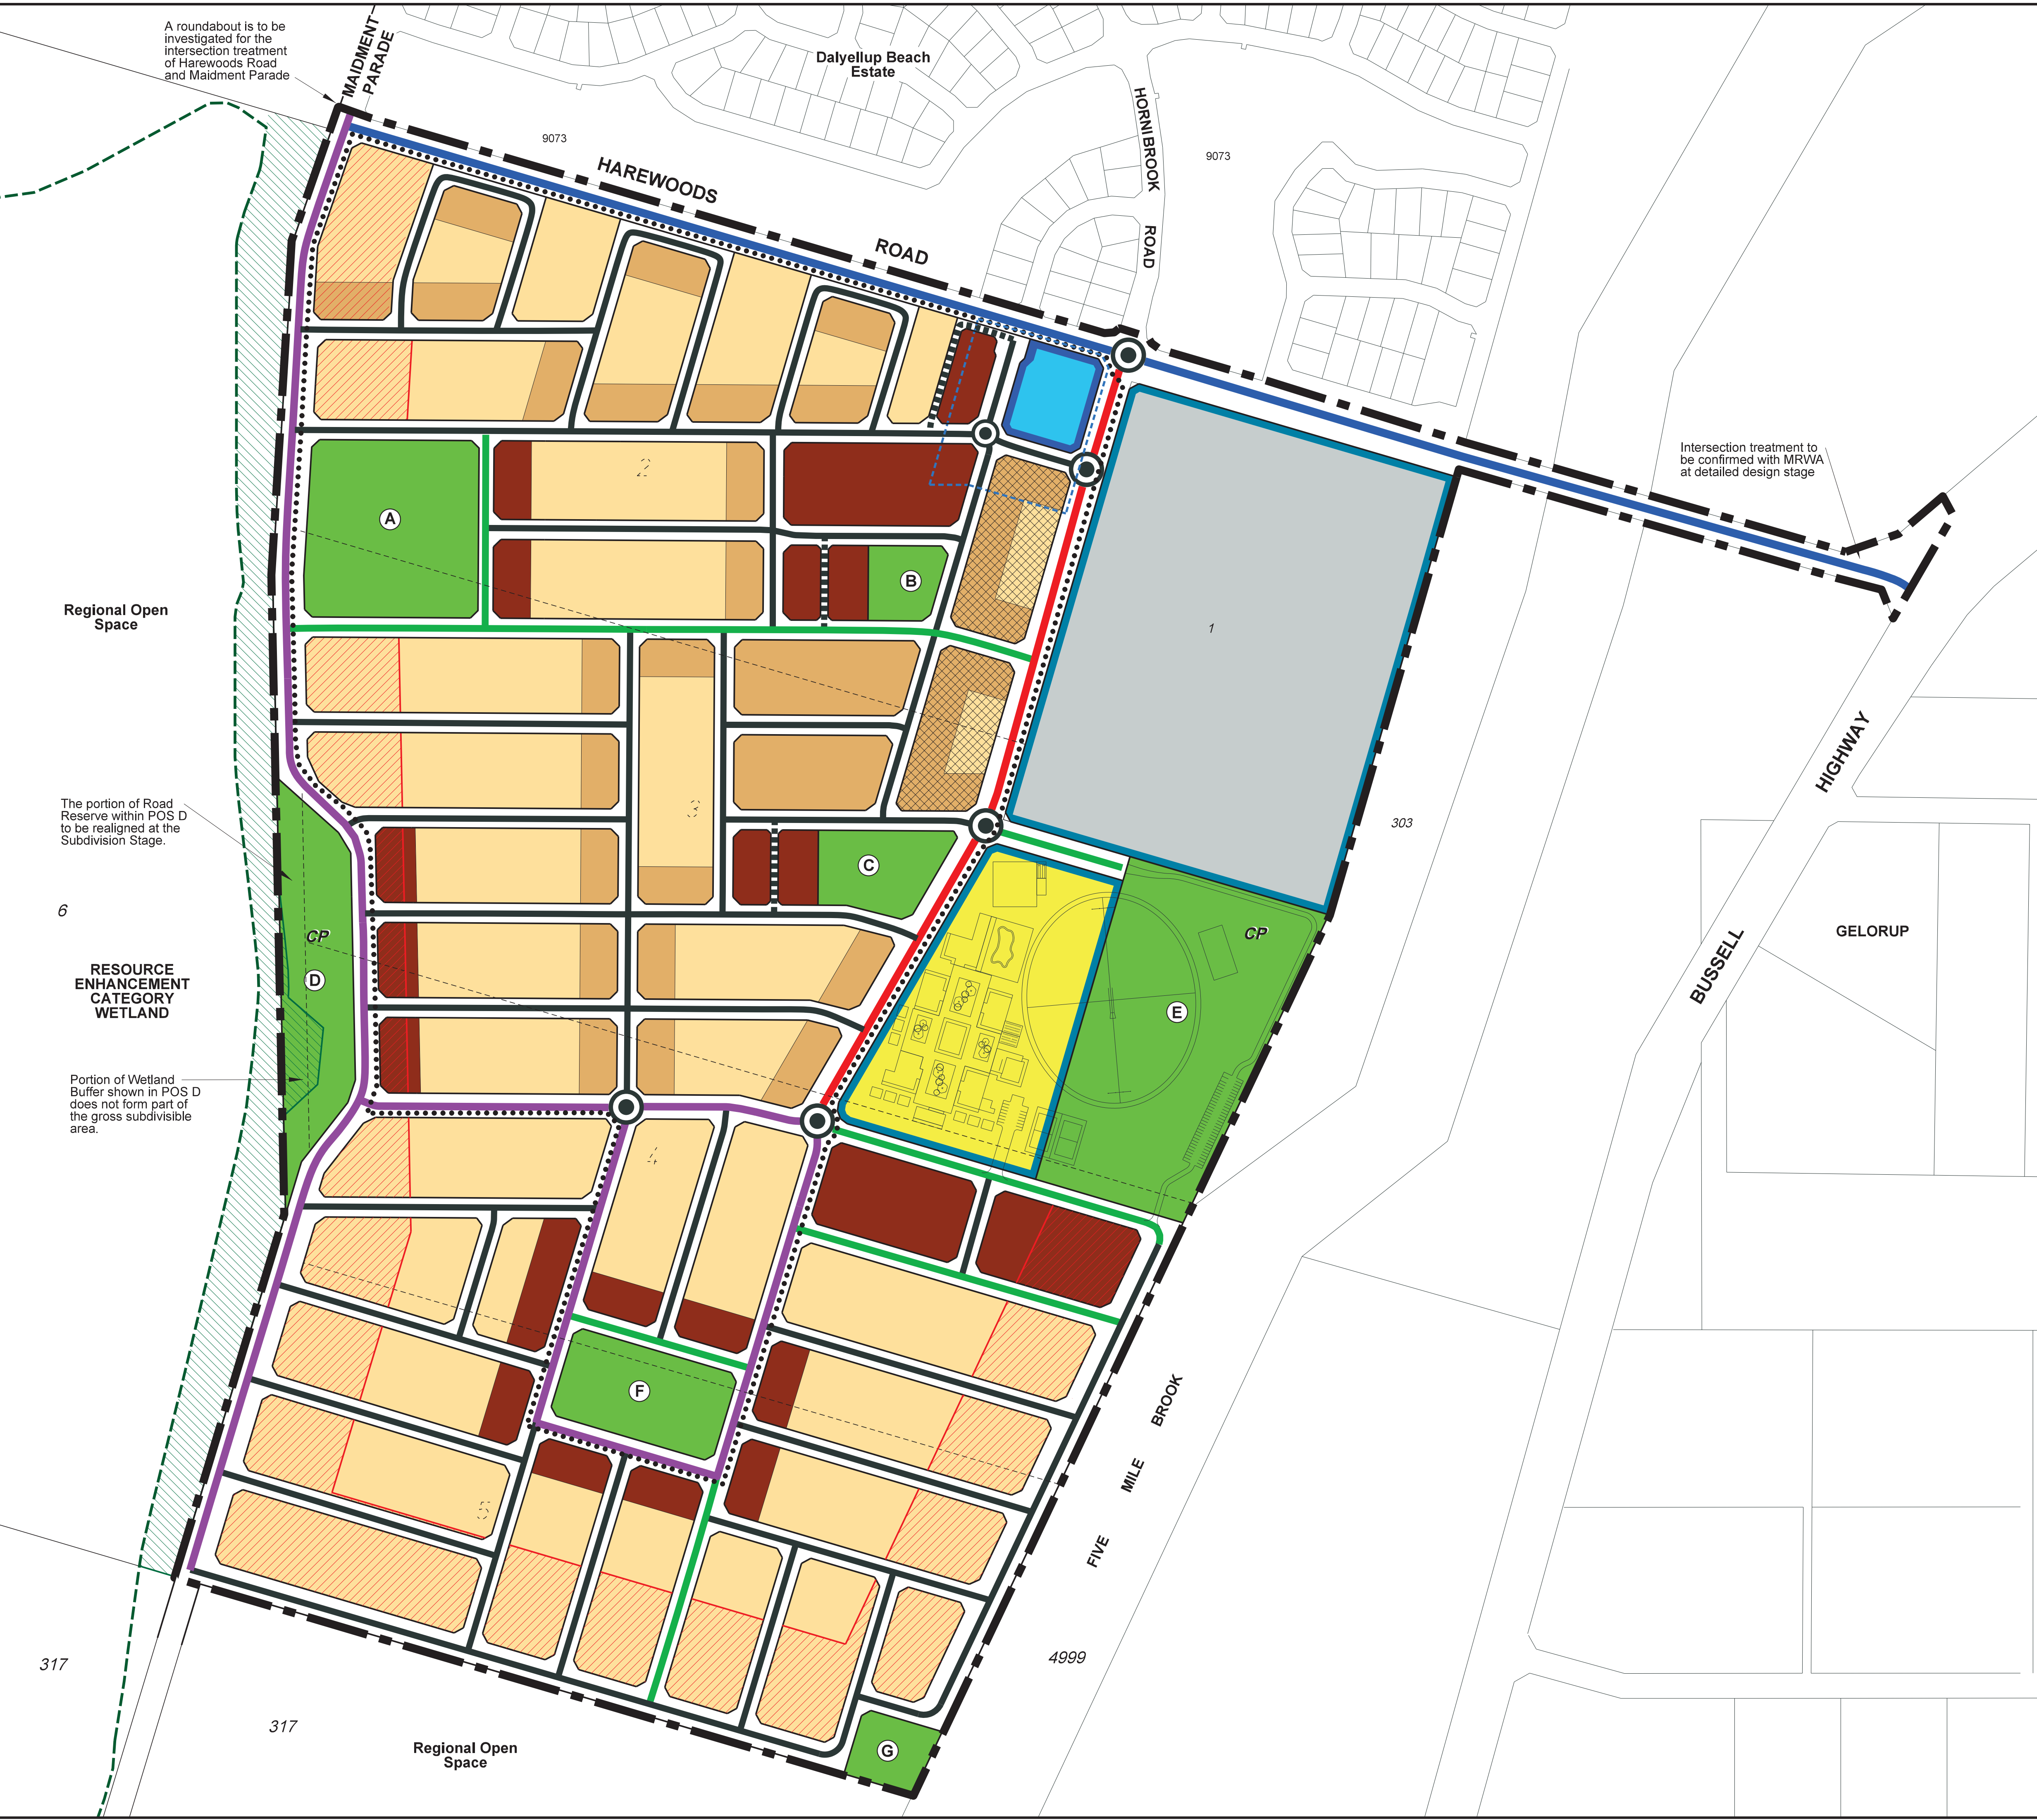 A roundabout is to be
investigated for the
intersection treatment
of Harewoods Road
and Maidment Parade
MAIDMENT
PARADE
Dalyellup Beach
Estate
HORNIBROOK
ROAD
9073
9073
HAREWOODS
ROAD
Intersection treatment to
be confirmed with MRWA
at detailed design stage
2
A
B
1
Regional Open
Space
HIGHWAY
BUSSELL
The portion of Road
Reserve within POS D
to be realigned at the
Subdivision Stage.
3
C
303
6
CP
CP
GELORUP
RESOURCE
ENHANCEMENT
CATEGORY
WETLAND
D
E
Portion of Wetland
Buffer shown in POS D
does not form part of
the gross subdivisible
area.
4
F
5
FIVE
MILE
BROOK
4999
317
317
Regional Open
Space
G